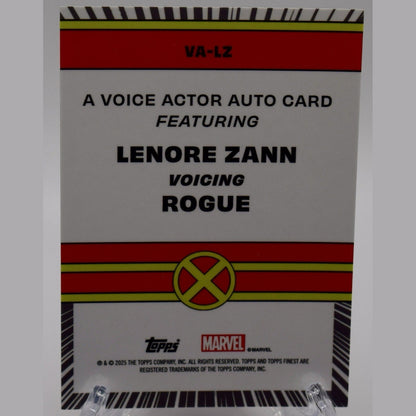 VA-LZ
A VOICE ACTOR AUTO CARD
FEATURING
LENORE ZANN
VOICING
ROGUE
Topps MARVEL © MARVEL
® & © 2025 THE TOPPS COMPANY, INC. ALL RIGHTS RESERVED. TOPPS AND TOPPS FINEST ARE
REGISTERED TRADEMARKS OF THE TOPPS COMPANY, INC.